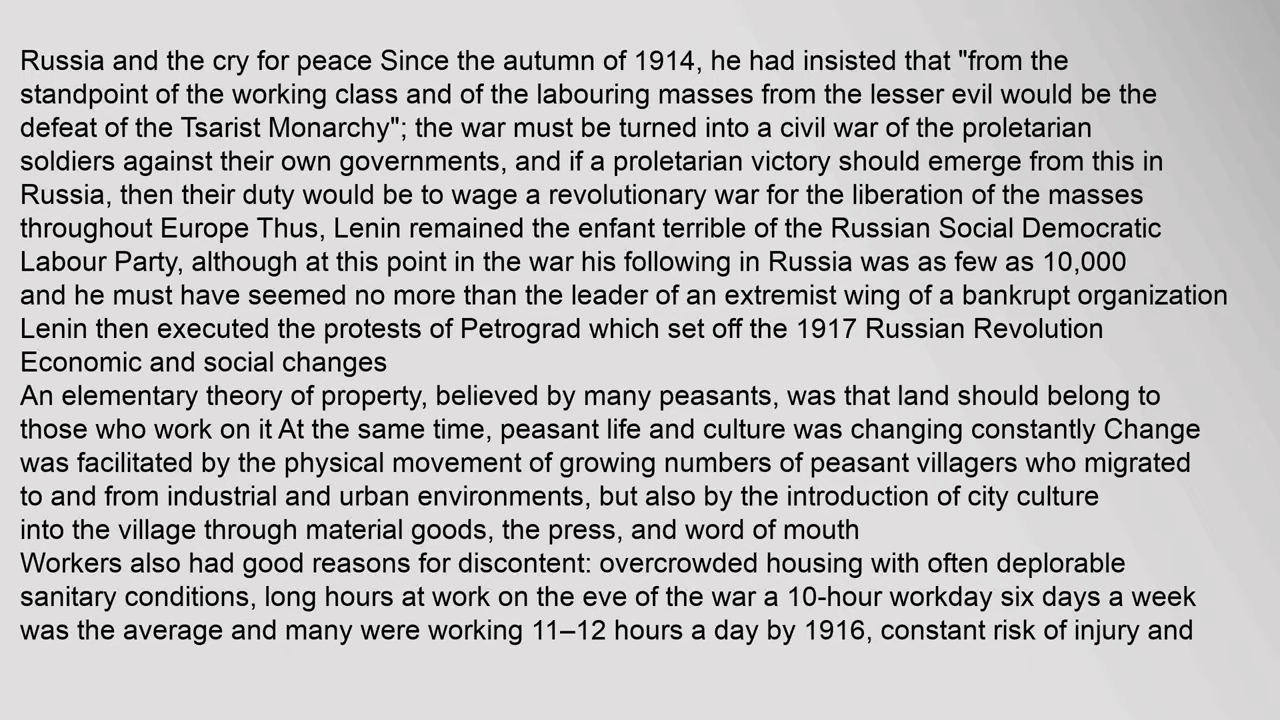 Russia and the cry for peace Since the autumn of 1914, he had insisted that "from the
standpoint of the working class and of the labouring masses from the lesser evil would be the
defeat of the Tsarist Monarchy"; the war must be turned into a civil war of the proletarian
soldiers against their own governments, and if a proletarian victory should emerge from this in
Russia, then their duty would be to wage a revolutionary war for the liberation of the masses
throughout Europe Thus, Lenin remained the enfant terrible of the Russian Social Democratic
Labour Party, although at this point in the war his following in Russia was as few as 10,000
and he must have seemed no more than the leader of an extremist wing of a bankrupt organization
Lenin then executed the protests of Petrograd which set off the 1917 Russian Revolution
Economic and social changes
An elementary theory of property, believed by many peasants, was that land should belong to
those who work on it At the same time, peasant life and culture was changing constantly Change
was facilitated by the physical movement of growing numbers of peasant villagers who migrated
to and from industrial and urban environments, but also by the introduction of city culture
into the village through material goods, the press, and word of mouth
Workers also had good reasons for discontent: overcrowded housing with often deplorable
sanitary conditions, long hours at work on the eve of the war a 10-hour workday six days a week
was the average and many were working 11–12 hours a day by 1916, constant risk of injury and